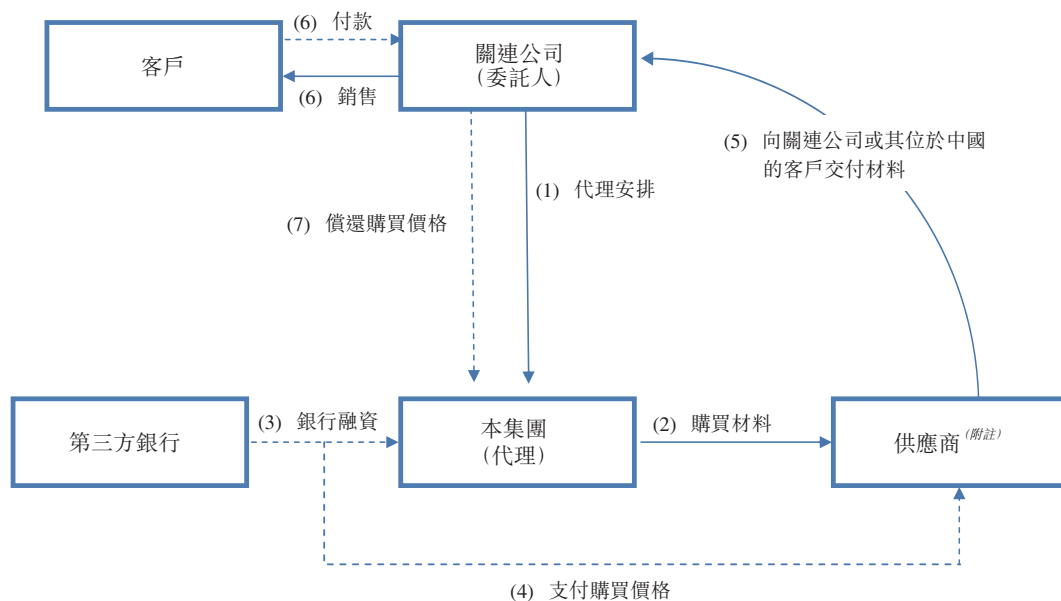 (6) 付款
客戶
關連公司
(委託人)
(6) 銷售
(5) 向關連公司或其位於中國
的客戶交付材料
(1) 代理安排
(7) 償還購買價格
第三方銀行
(3) 銀行融資
本集團
(代理)
(2) 購買材料
供應商(附註)
(4) 支付購買價格